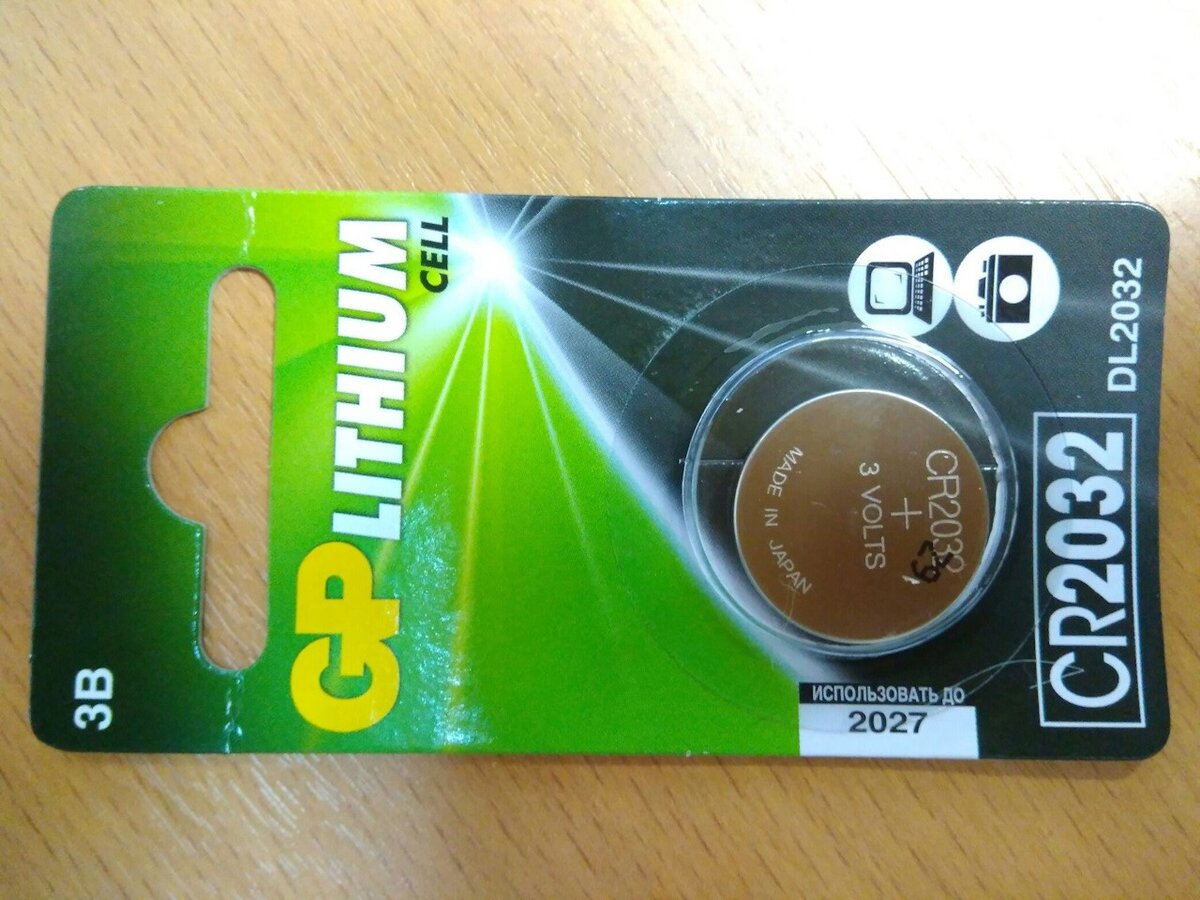 3В
GP LITHIUM
CELL
MADE IN JAPAN
3 VOLTS
+
CR2032
ИСПОЛЬЗОВАТЬ ДО
2027
CR2032
DL2032